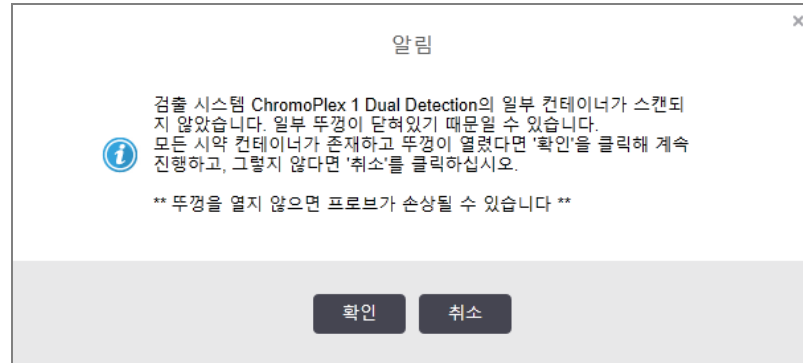 알림
검출 시스템 ChromoPlex 1 Dual Detection의 일부 컨테이너가 스캔되
지 않았습니다. 일부 뚜껑이 닫혀있기 때문일 수 있습니다.
모든 시약 컨테이너가 존재하고 뚜껑이 열렸다면 '확인'을 클릭해 계속
진행하고, 그렇지 않다면 '취소'를 클릭하십시오.
** 뚜껑을 열지 않으면 프로브가 손상될 수 있습니다 **
확인
취소